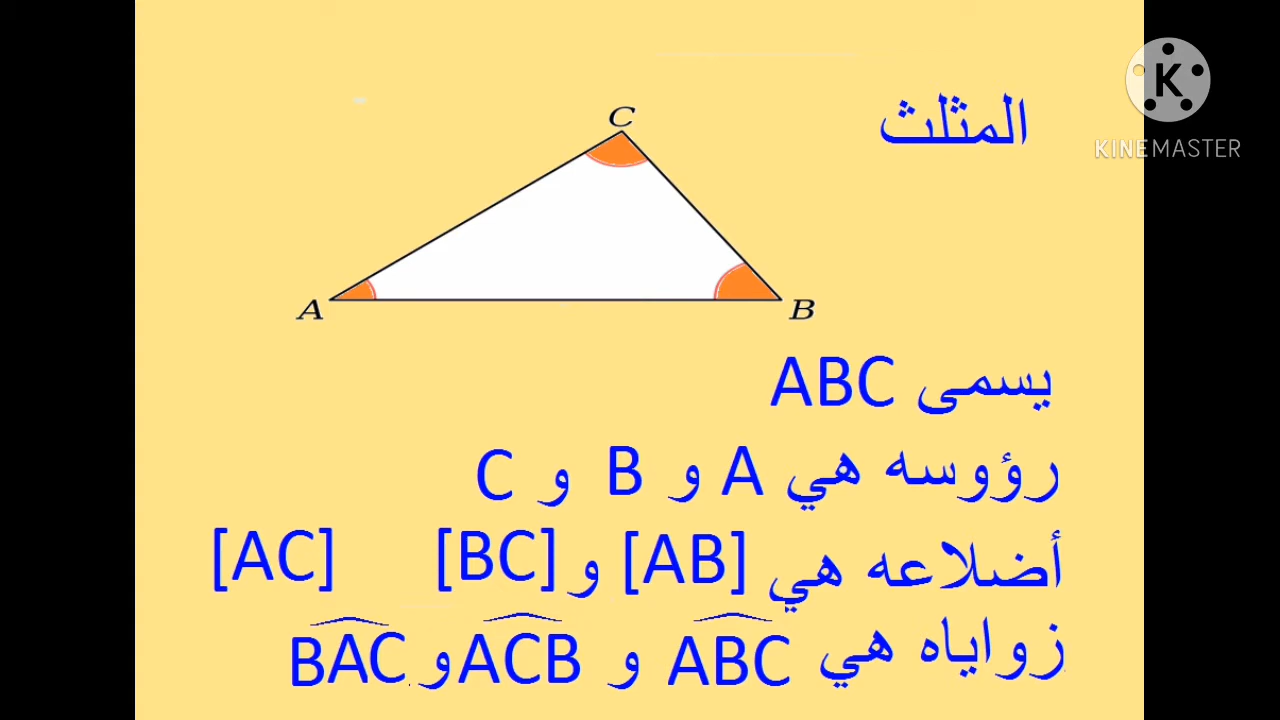 المثلث
K
KINEMASTER
C
A
B
يسمى ABC
رؤوسه هي A و B و C
أضلاعه هي [AB] و [BC] [AC]
زواياه هي ABC و ACB و BAC